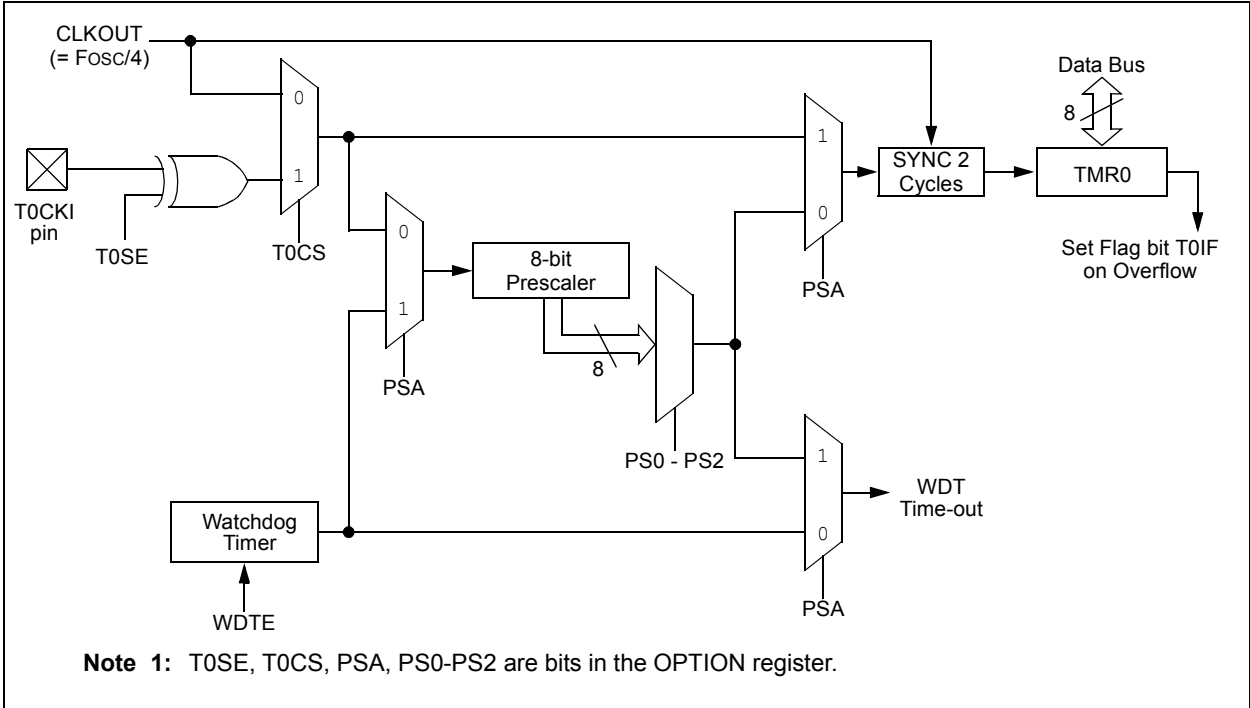 CLKOUT
(= FOSC/4)
0
1
T0CKI
pin
T0SE
T0CS
0
1
PSA
8-bit
Prescaler
8
PS0 - PS2
1
0
PSA
SYNC 2
Cycles
Data Bus
8
TMR0
Set Flag bit T0IF
on Overflow
1
0
PSA
WDT
Time-out
Watchdog
Timer
WDTE
Note 1: T0SE, T0CS, PSA, PS0-PS2 are bits in the OPTION register.